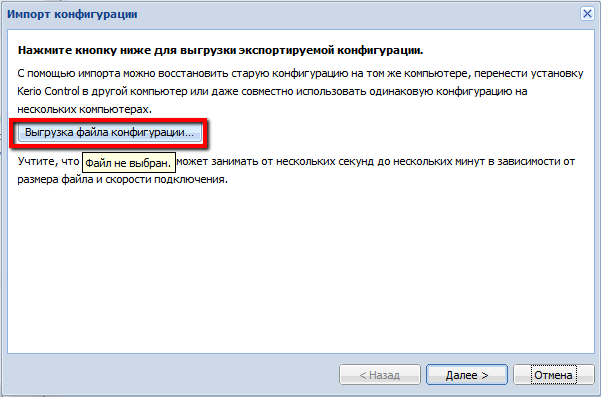 Импорт конфигурации
Нажмите кнопку ниже для выгрузки экспортируемой конфигурации.
С помощью импорта можно восстановить старую конфигурацию на том же компьютере, перенести установку
Kerio Control в другой компьютер или даже совместно использовать одинаковую конфигурацию на
нескольких компьютерах.
Выгрузка файла конфигурации...
Учтите, что
Файл не выбран.
может занимать от нескольких секунд до нескольких минут в зависимости от
размера файла и скорости подключения.
< Назад
Далее >
Отмена